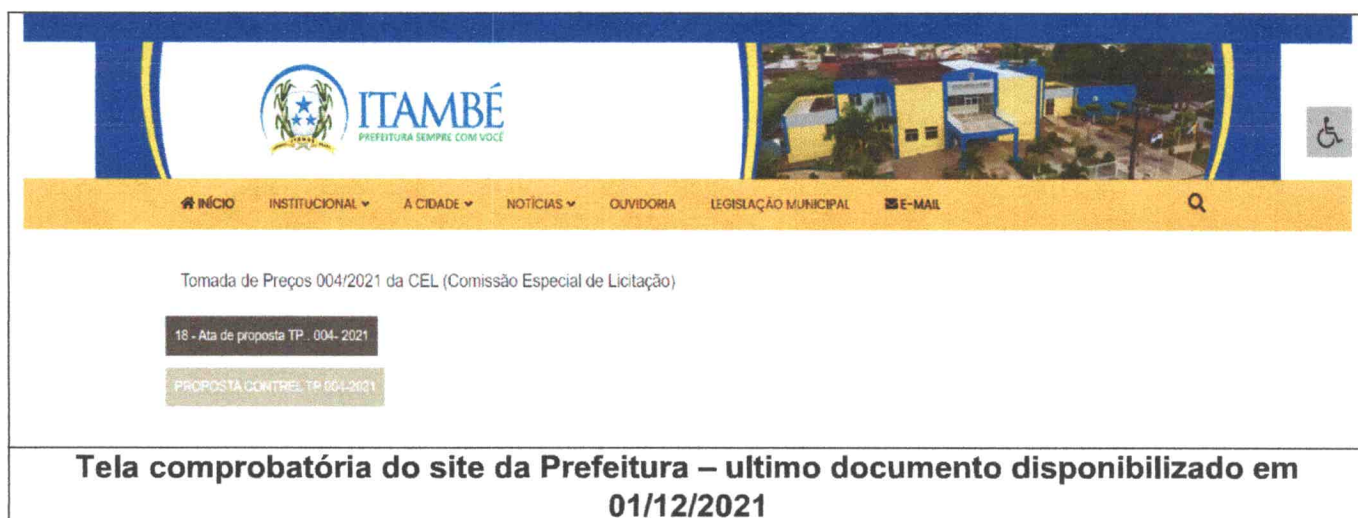 ITAMBÉ
PREFEITURA SEMPRE COM VOCÊ
INÍCIO INSTITUCIONAL A CIDADE NOTÍCIAS OUVIDORIA LEGISLAÇÃO MUNICIPAL E-MAIL
Tomada de Preços 004/2021 da CEL (Comissão Especial de Licitação)
18 - Ata de proposta TP.. 004- 2021
PROPOSTA CONTREL TP 004-2021
Tela comprobatória do site da Prefeitura – ultimo documento disponibilizado em
01/12/2021